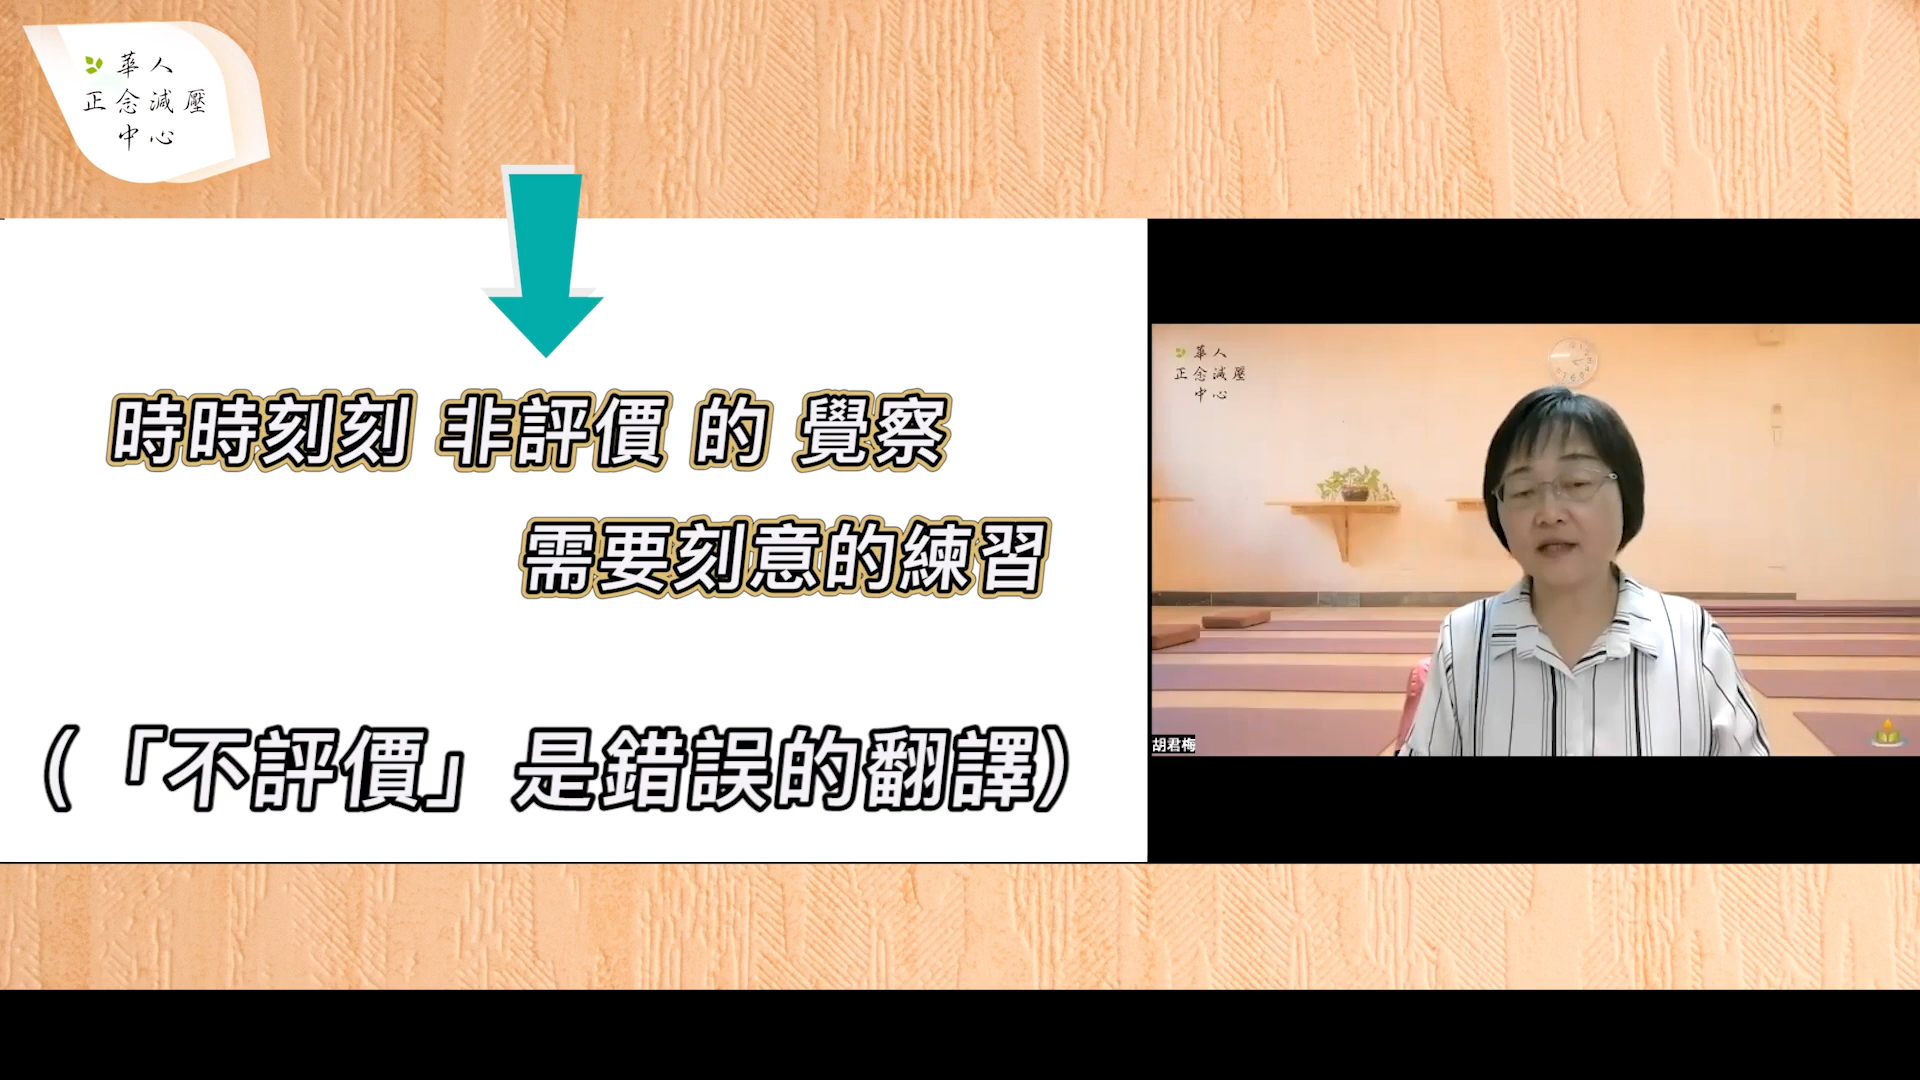 華人
正念減壓
中心
時時刻刻 非評價 的 覺察
需要刻意的練習
（「不評價」是錯誤的翻譯）
華人
正念減壓
中心
胡君梅